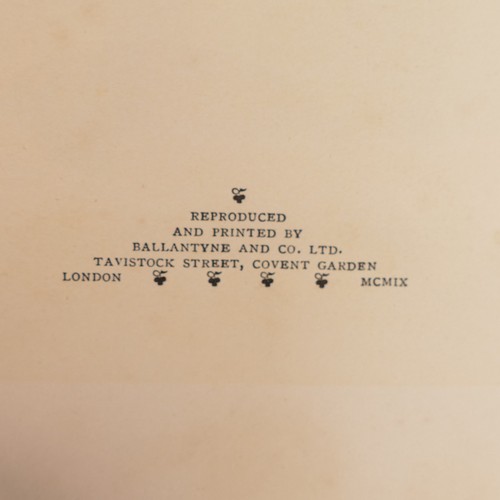 REPRODUCED
AND PRINTED BY
BALLANTYNE AND CO. LTD.
TAVISTOCK STREET, COVENT GARDEN
LONDON MCMIX